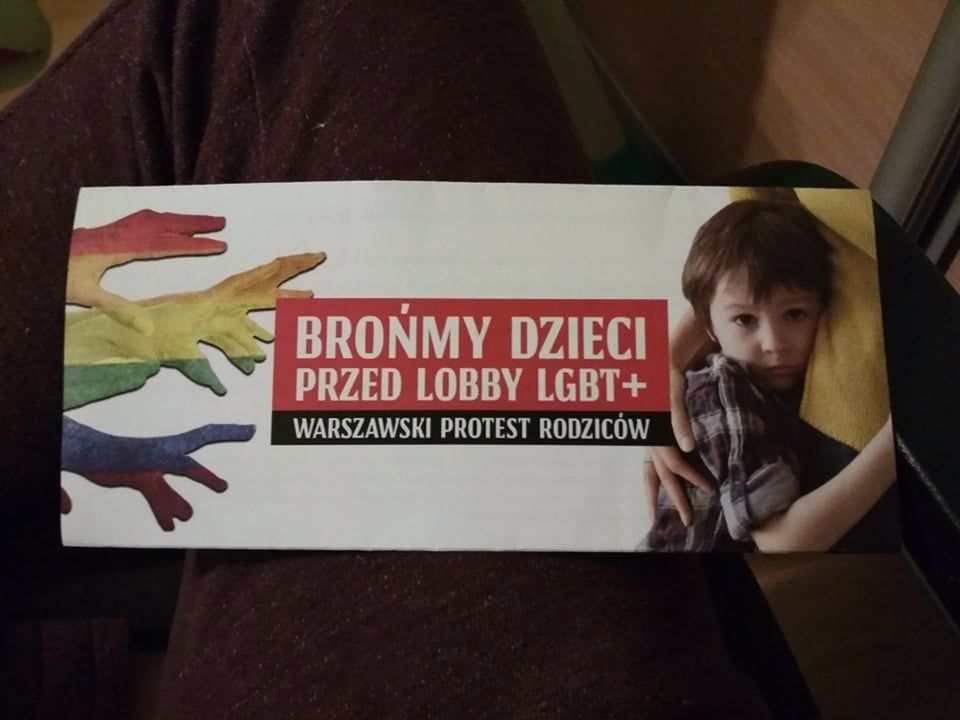 BROŃMY DZIECI
PRZED LOBBY LGBT+
WARSZAWSKI PROTEST RODZICÓW